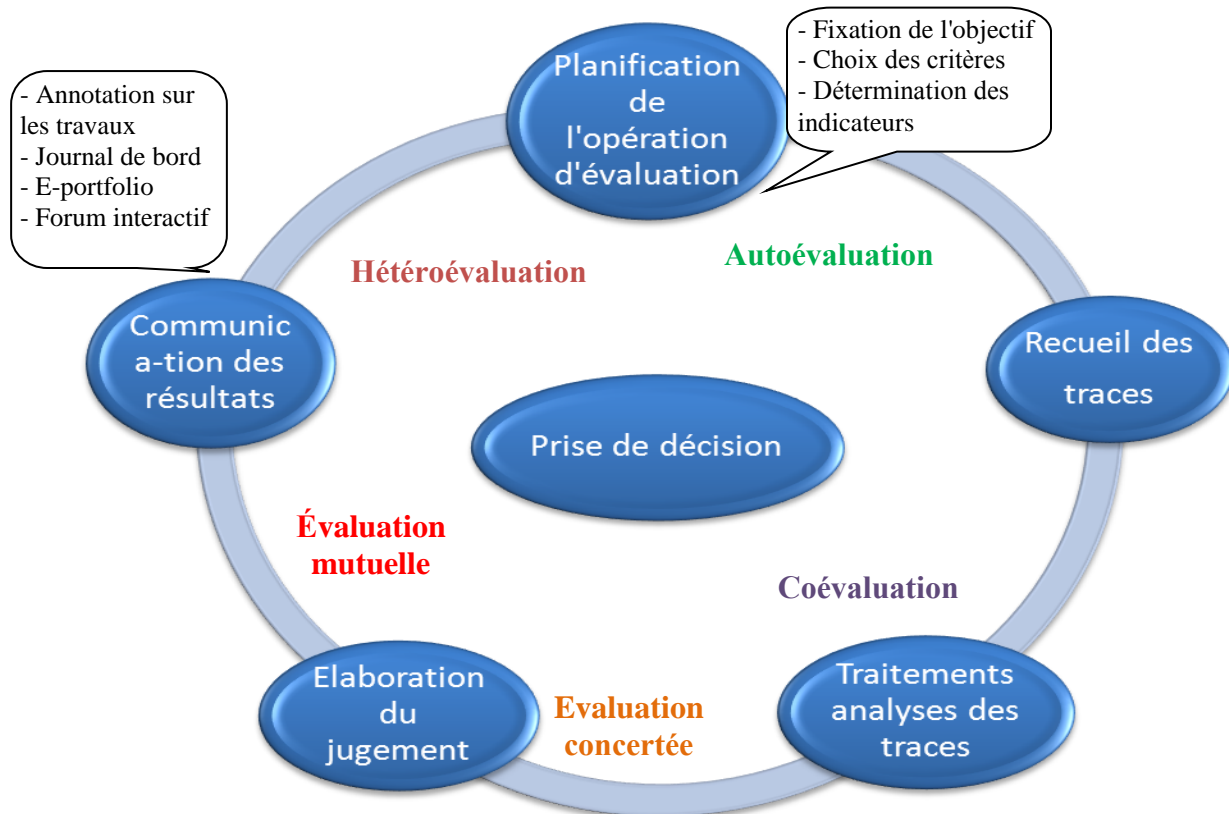 - Fixation de l'objectif
- Choix des critères
- Détermination des
indicateurs
Planification
de
l'opération
d'évaluation
- Annotation sur
les travaux
- Journal de bord
- E-portfolio
- Forum interactif
Hétéroévaluation
Autoévaluation
Communic
a-tion des
résultats
Recueil des
traces
Prise de décision
Évaluation
mutuelle
Coévaluation
Elaboration
du
jugement
Evaluation
concertée
Traitements
analyses des
traces